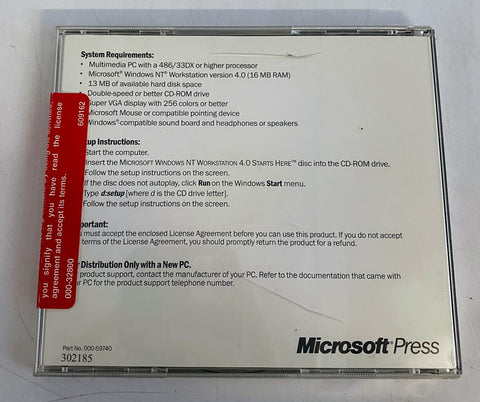 System Requirements:
• Multimedia PC with a 486/33DX or higher processor
• Microsoft® Windows NT® Workstation version 4.0 (16 MB RAM)
• 13 MB of available hard disk space
Double-speed or better CD-ROM drive
Super VGA display with 256 colors or better
Microsoft Mouse or compatible pointing device
Windows-compatible sound board and headphones or speakers
tup Instructions:
Start the computer.
Insert the MICROSOFT WINDOWS NT WORKSTATION 4.0 STARTS HERE™ disc into the CD-ROM drive.
Follow the setup instructions on the screen.
If the disc does not autoplay, click Run on the Windows Start menu.
Type d:setup [where d is the CD drive letter].
Follow the setup instructions on the screen.
portant:
must accept the enclosed License Agreement before you can use this product. If you do not accept
terms of the License Agreement, you should promptly return the product for a refund.
Distribution Only with a New PC.
product support, contact the manufacturer of your PC. Refer to the documentation that came with
PC for the product support telephone number.
you signify that you have read the license
agreement and accept its terms.
000-32800
609162
Part No. 000-59740
302185
Microsoft® Press